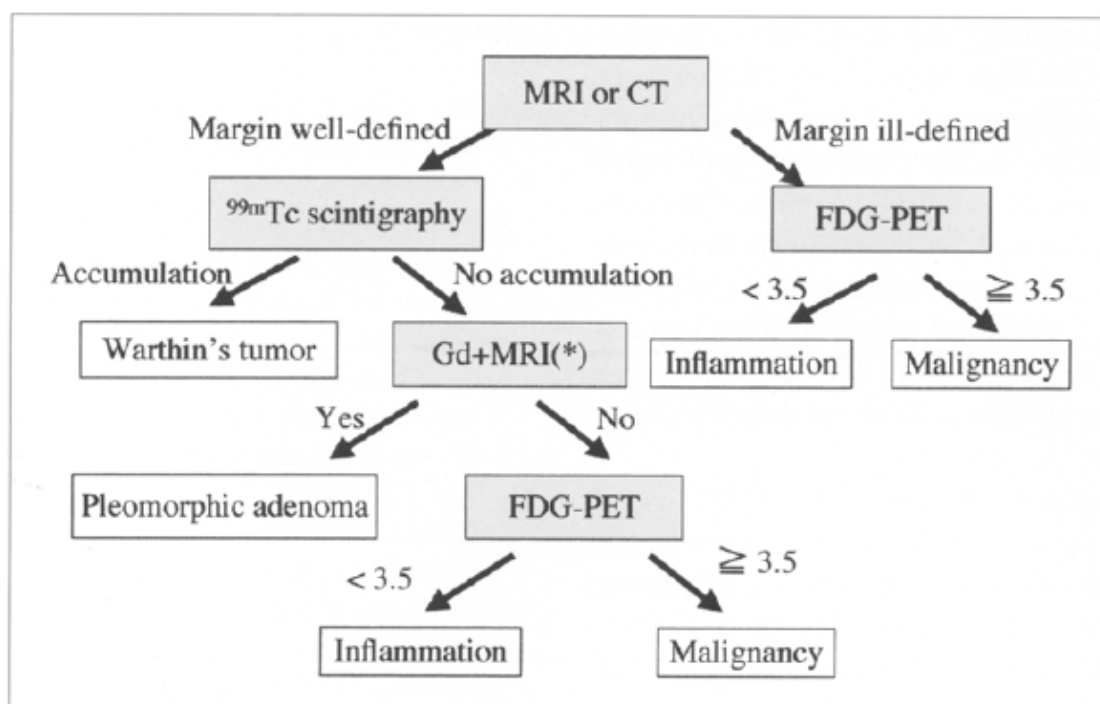 MRI or CT
Margin well-defined
Margin ill-defined
⁹⁹ᵐTc scintigraphy
FDG-PET
Accumulation
No accumulation
< 3.5
≧ 3.5
Warthin's tumor
Gd+MRI(*)
Inflammation
Malignancy
Yes
No
Pleomorphic adenoma
FDG-PET
< 3.5
≧ 3.5
Inflammation
Malignancy